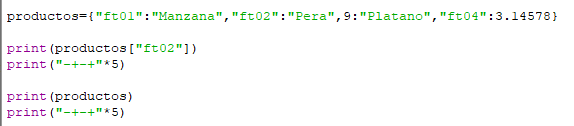 productos={"ft01":"Manzana","ft02":"Pera",9:"Platano","ft04":3.14578}
print(productos["ft02"])
print("-+-+"*5)
print(productos)
print("-+-+"*5)